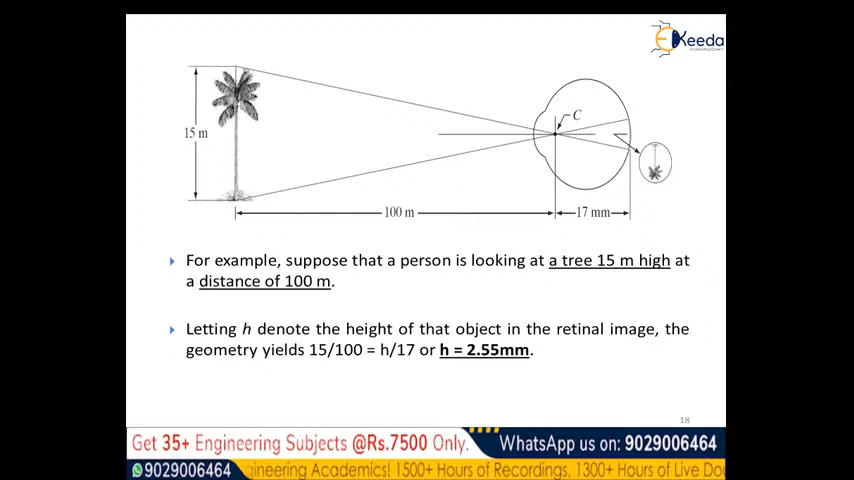 EKeeda
15 m
C
100 m
17 mm
For example, suppose that a person is looking at a tree 15 m high at
a distance of 100 m.
Letting h denote the height of that object in the retinal image, the
geometry yields 15/100 = h/17 or h = 2.55mm.
18
Get 35+ Engineering Subjects @Rs.7500 Only.
WhatsApp us on: 9029006464
9029006464
gineering Academics! 1500+ Hours of Recordings, 1300+ Hours of Live Do